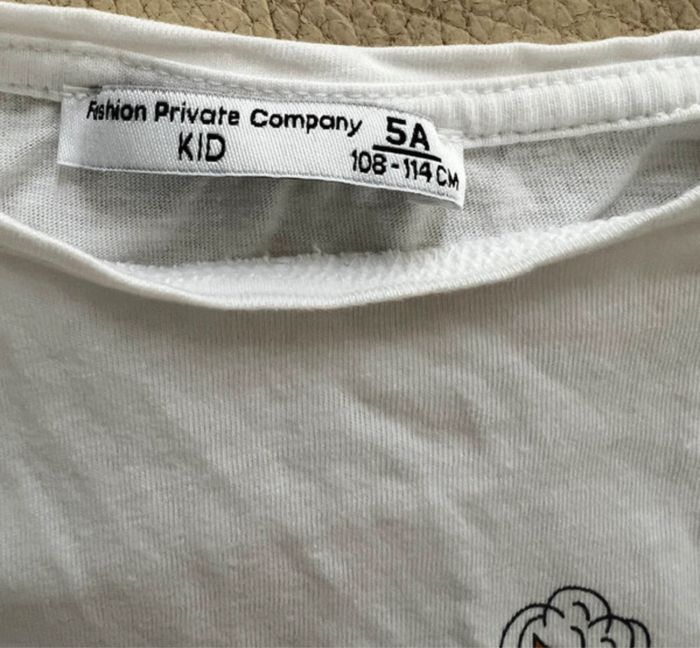 Fashion Private Company
KID
5A
108-114 CM